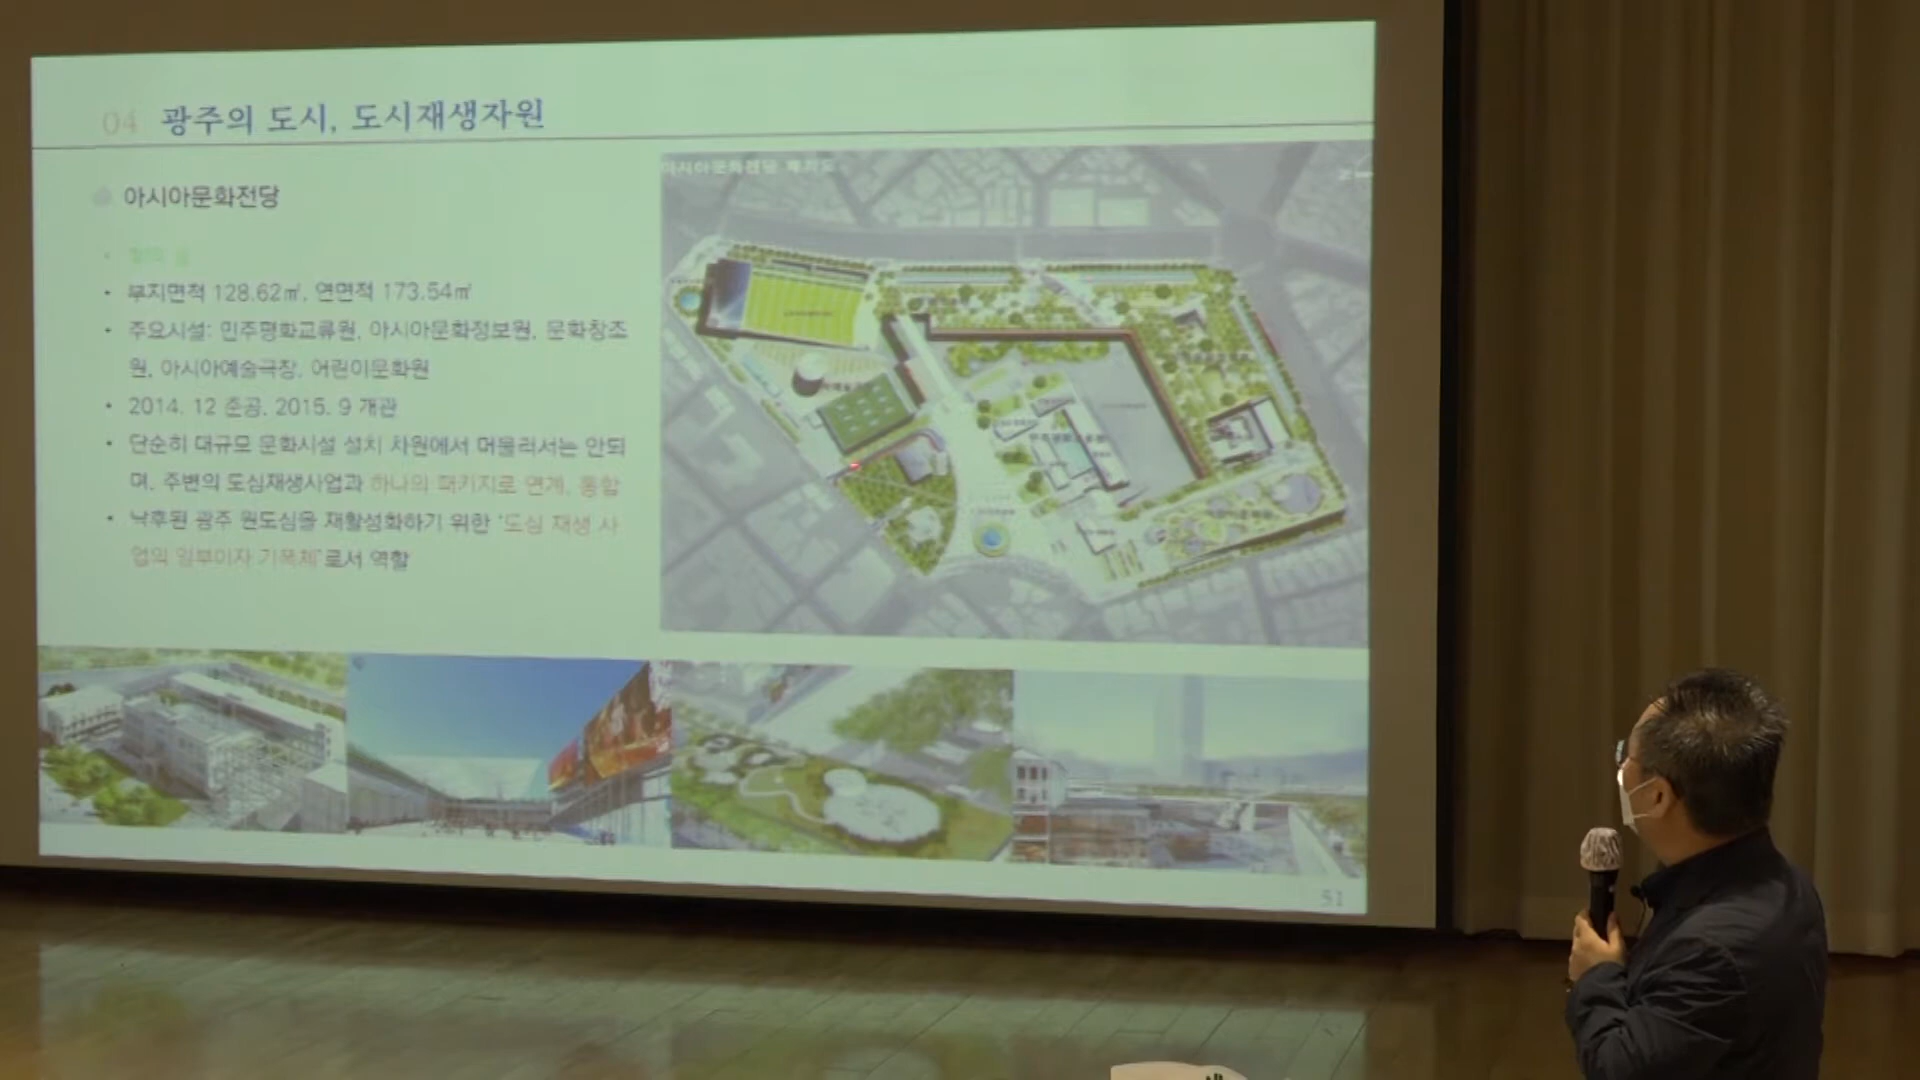 04 광주의 도시, 도시재생자원
아시아문화전당
• 부지면적 128.62㎡, 연면적 173.54㎡
• 주요시설: 민주평화교류원, 아시아문화정보원, 문화창조
원, 아시아예술극장, 어린이문화원
• 2014. 12 준공, 2015. 9 개관
• 단순히 대규모 문화시설 설치 차원에서 머물러서는 안되
며, 주변의 도심재생사업과 하나의 패키지로 연계, 통합
• 낙후된 광주 원도심을 재활성화하기 위한 '도심 재생 사
업의 일부이자 기폭제'로서 역할
아시아문화전당
51